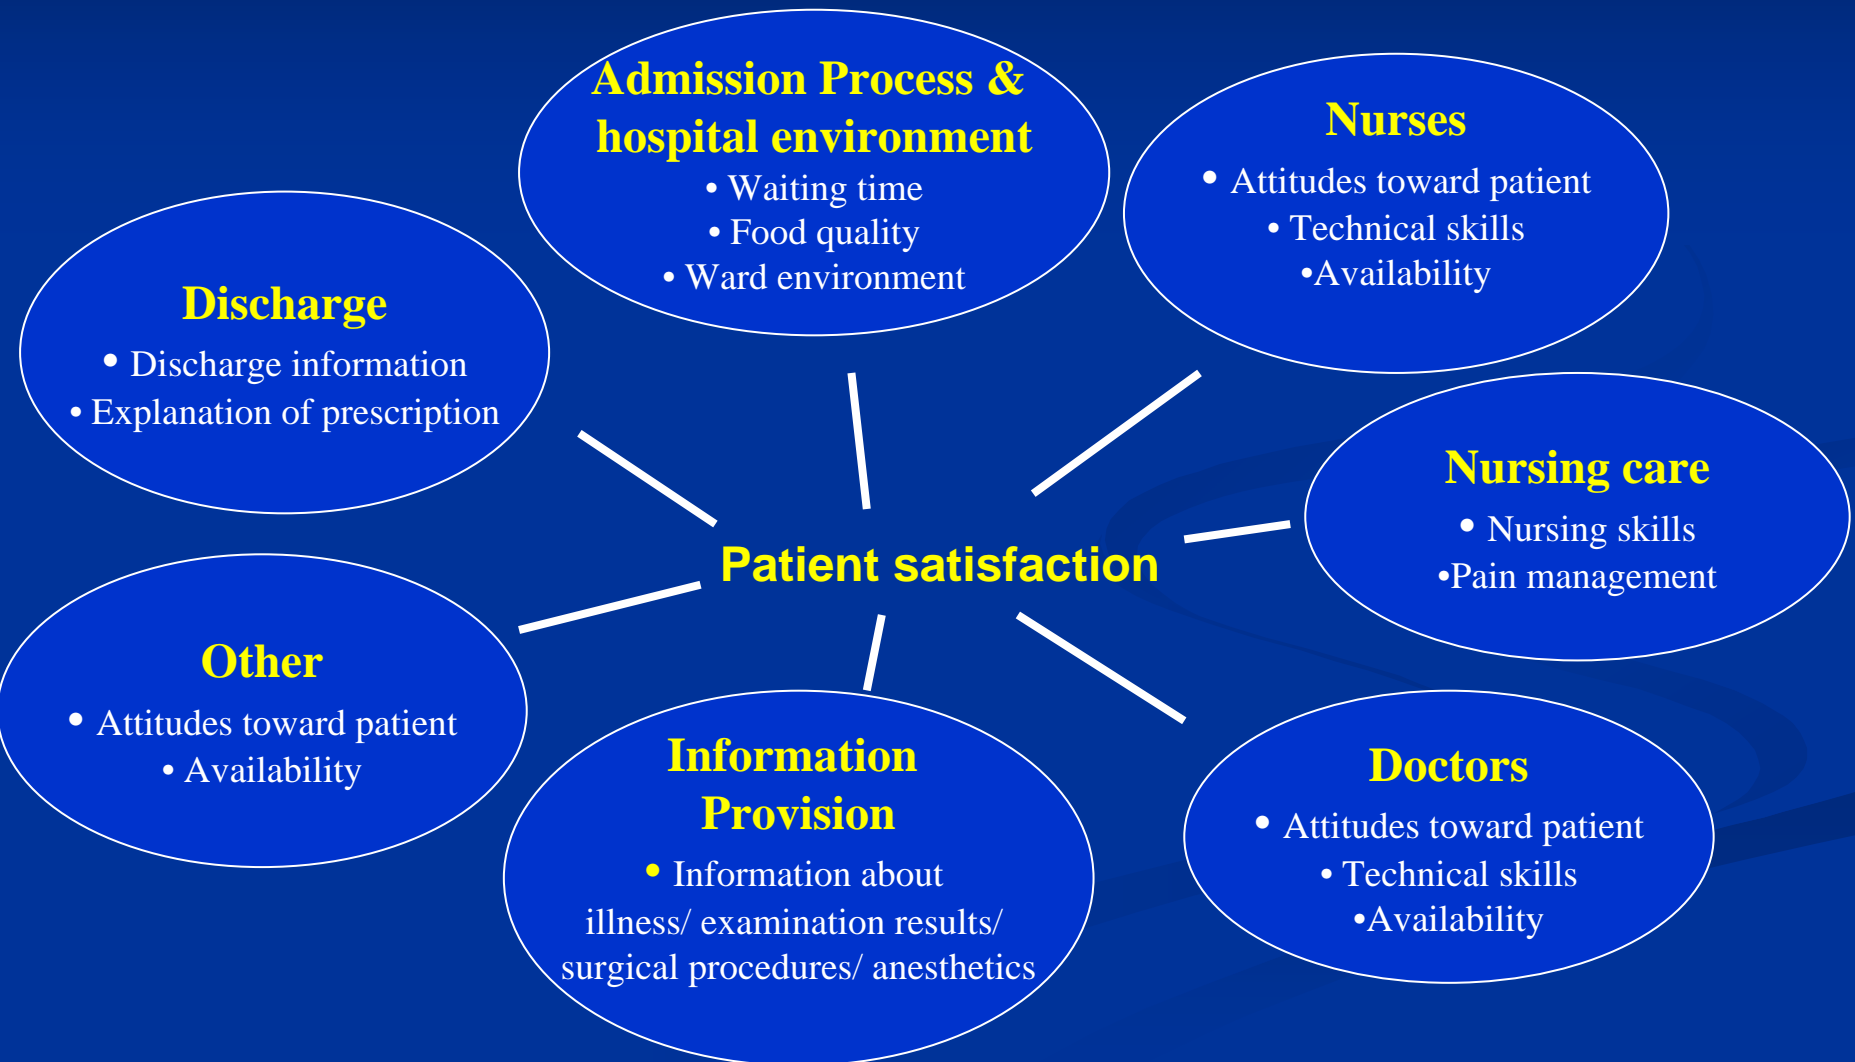 Admission Process &
hospital environment
• Waiting time
• Food quality
• Ward environment
Nurses
• Attitudes toward patient
• Technical skills
•Availability
Discharge
• Discharge information
• Explanation of prescription
Nursing care
• Nursing skills
•Pain management
Patient satisfaction
Other
• Attitudes toward patient
• Availability
Information
Provision
• Information about
illness/ examination results/
surgical procedures/ anesthetics
Doctors
• Attitudes toward patient
• Technical skills
•Availability